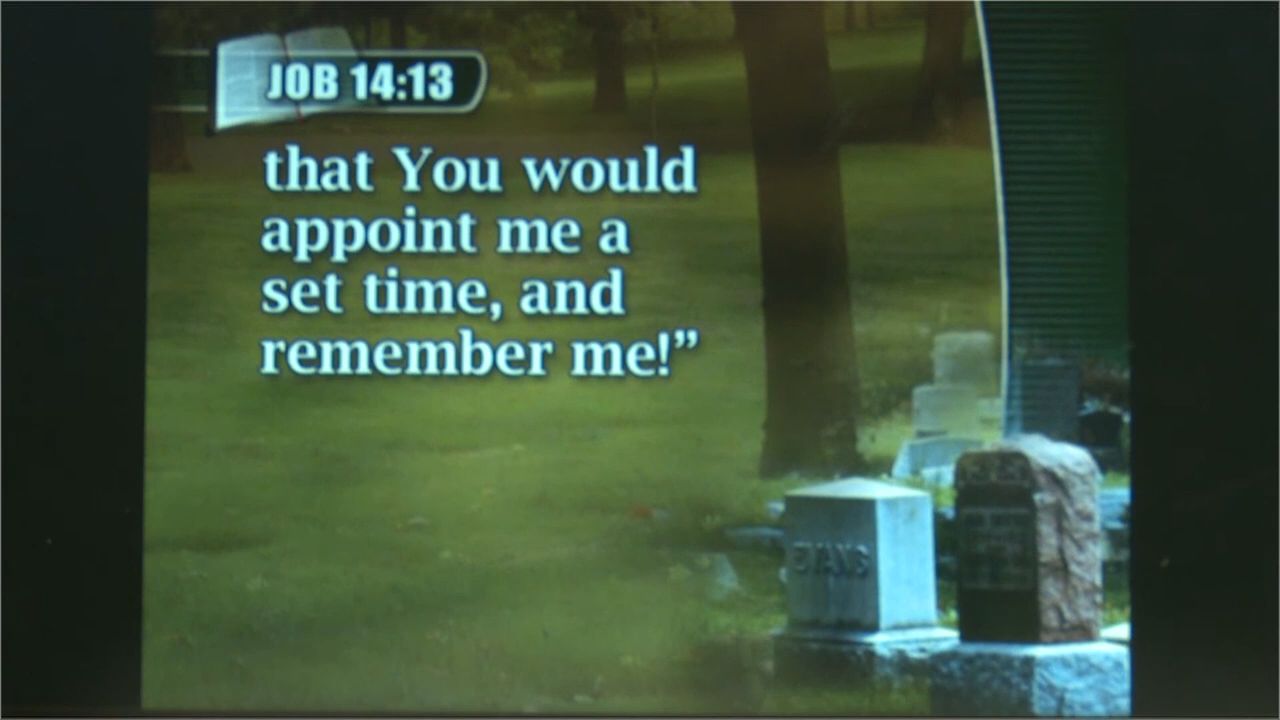 JOB 14:13
that You would
appoint me a
set time, and
remember me!”
EVANS